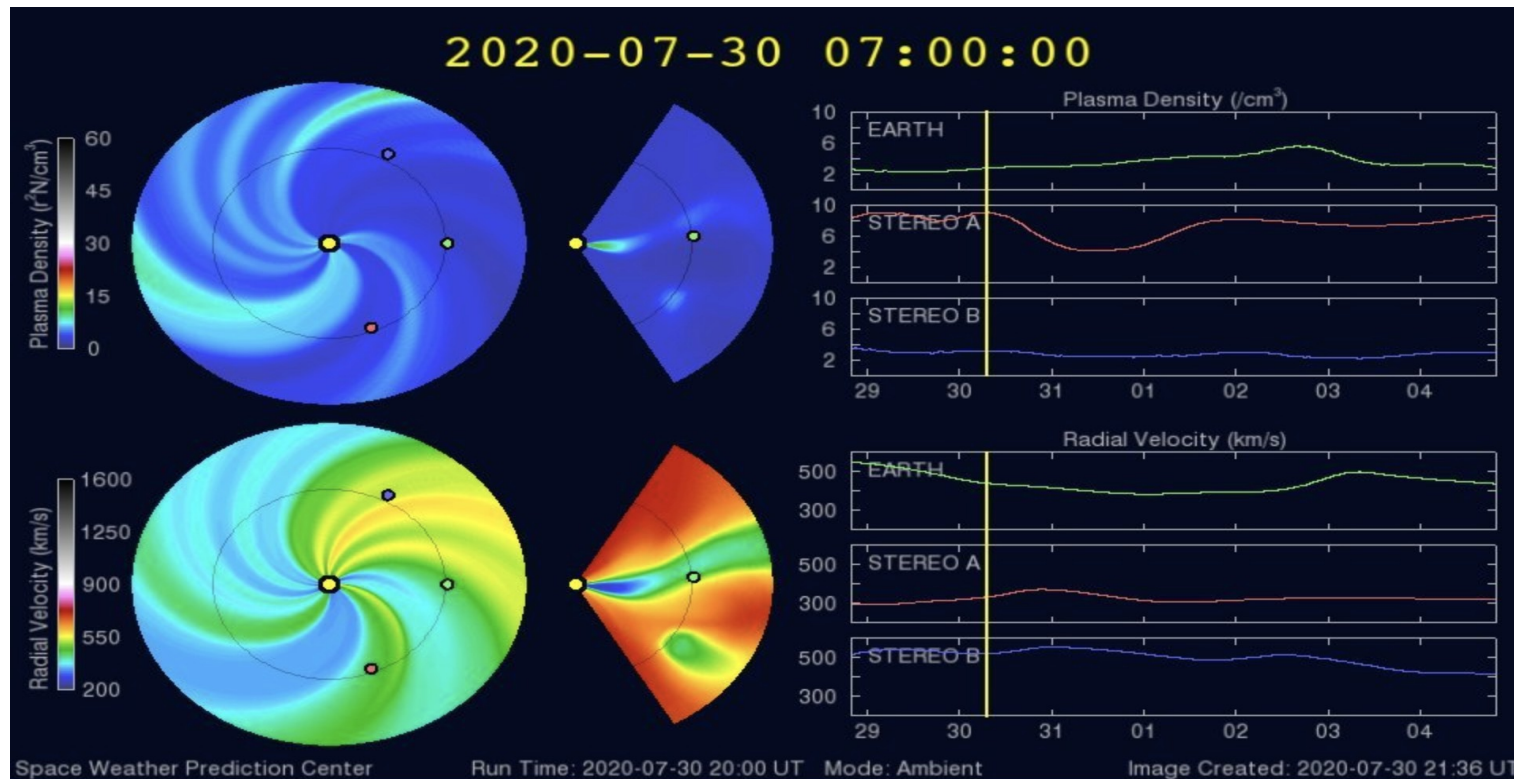 2020-07-30 07:00:00
Plasma Density (r²N/cm³)
60
45
30
15
0
Plasma Density (/cm³)
10
6
2
EARTH
10
6
2
STEREO A
10
6
2
STEREO B
29 30 31 01 02 03 04
Radial Velocity (km/s)
1600
1250
900
550
200
Radial Velocity (km/s)
500
300
EARTH
500
300
STEREO A
500
300
STEREO B
29 30 31 01 02 03 04
Space Weather Prediction Center Run Time: 2020-07-30 20:00 UT Mode: Ambient Image Created: 2020-07-30 21:36 UT